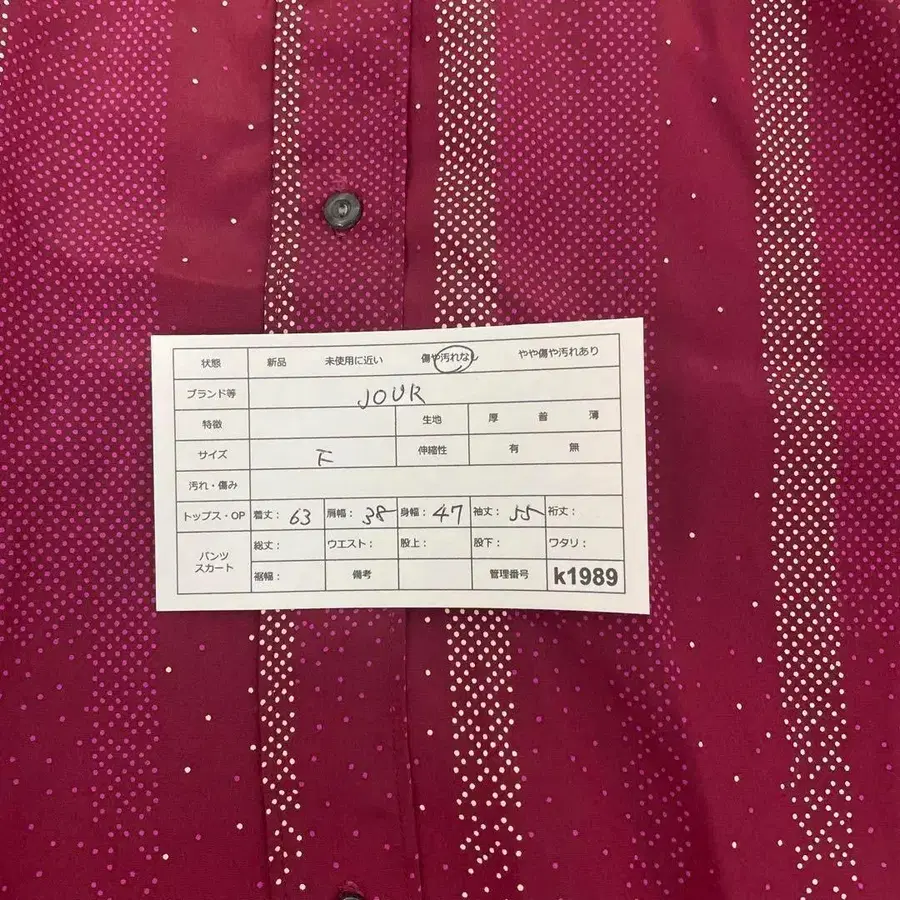 状態 新品 未使用に近い 傷や汚れなし やや傷や汚れあり
ブランド等 JOUR
特徴 生地 厚 普 薄
サイズ F 伸縮性 有 無
汚れ・傷み
トップス・OP 着丈： 63 肩幅： 38 身幅： 47 袖丈： 55 裄丈：
パンツ スカート 総丈： ウエスト： 股上： 股下： ワタリ：
裾幅： 備考 管理番号 k1989